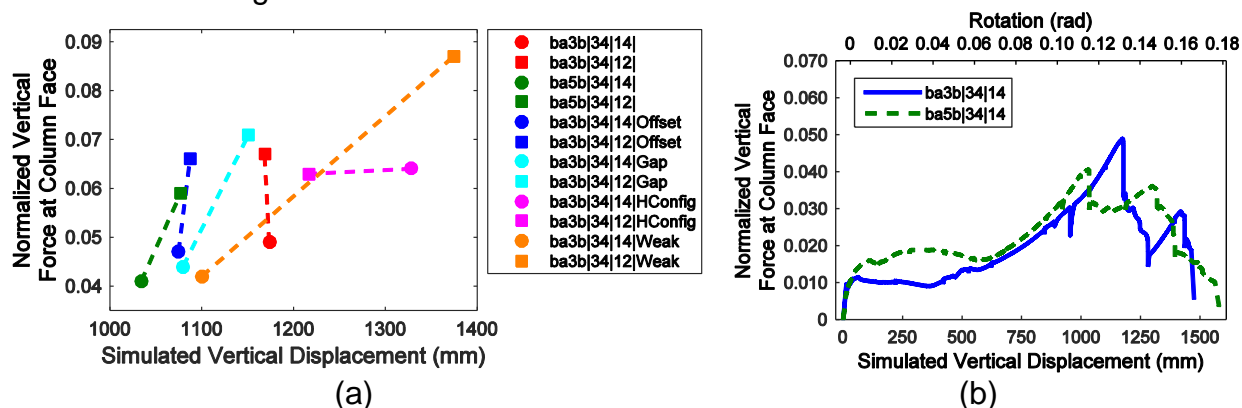 Normalized Vertical
Force at Column Face
0.09
0.08
0.07
0.06
0.05
0.04
1000
1100
1200
1300
1400
Simulated Vertical Displacement (mm)
ba3b|34|14|
ba3b|34|12|
ba5b|34|14|
ba5b|34|12|
ba3b|34|14|Offset
ba3b|34|12|Offset
ba3b|34|14|Gap
ba3b|34|12|Gap
ba3b|34|14|HConfig
ba3b|34|12|HConfig
ba3b|34|14|Weak
ba3b|34|12|Weak
(a)
Rotation (rad)
0 0.02 0.04 0.06 0.08 0.10 0.12 0.14 0.16 0.18
Normalized Vertical
Force at Column Face
0.070
0.060
0.050
0.040
0.030
0.020
0.010
0
ba3b|34|14
ba5b|34|14
0 250 500 750 1000 1250 1500
Simulated Vertical Displacement (mm)
(b)